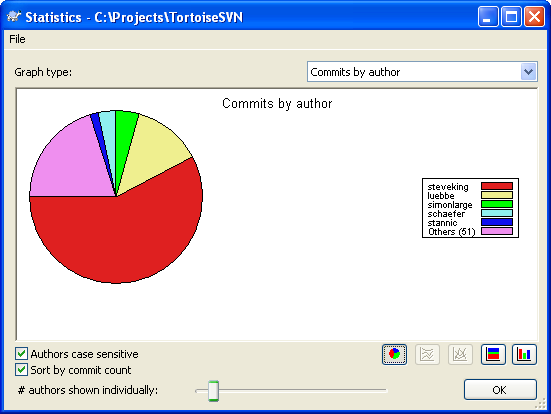 Statistics - C:\Projects\TortoiseSVN
File
Graph type:
Commits by author
Commits by author
steveking
luebbe
simonlarge
schaefer
stannic
Others (51)
Authors case sensitive
Sort by commit count
# authors shown individually:
OK